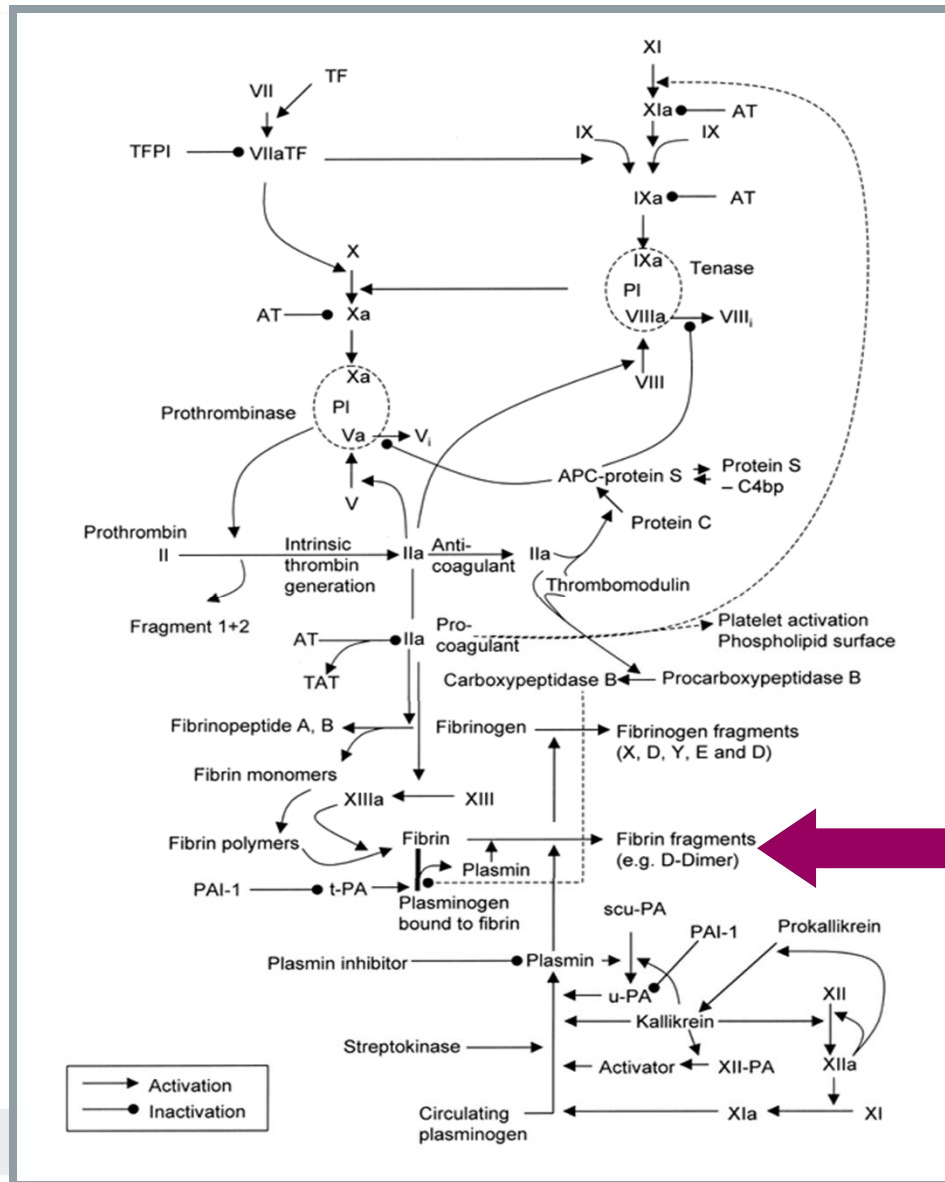 XI
TF
VII
XIa
AT
IX
IX
TFPI
VIIaTF
IXa
AT
X
IXa
Tenase
PI
AT
Xa
VIIIa
VIIIi
Xa
VIII
PI
Prothrombinase
Va
Vi
APC-protein S
Protein S
– C4bp
V
Protein C
Prothrombin
II
Intrinsic
thrombin
generation
IIa
Anti-
coagulant
IIa
Thrombomodulin
Fragment 1+2
AT
IIa
Pro-
coagulant
Platelet activation
Phospholipid surface
TAT
Carboxypeptidase B
Procarboxypeptidase B
Fibrinopeptide A, B
Fibrinogen
Fibrinogen fragments
(X, D, Y, E and D)
Fibrin monomers
XIIIa
XIII
Fibrin polymers
Fibrin
Fibrin fragments
(e.g. D-Dimer)
Plasmin
PAI-1
t-PA
Plasminogen
bound to fibrin
scu-PA
PAI-1
Prokallikrein
Plasmin inhibitor
Plasmin
u-PA
XII
Kallikrein
Streptokinase
Activator
XII-PA
XIIa
Activation
Inactivation
Circulating
plasminogen
XIa
XI